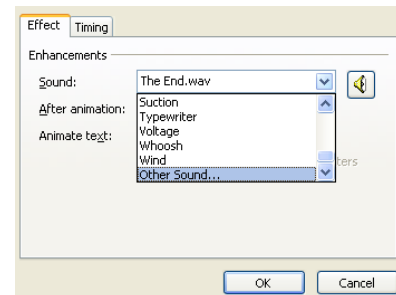 Effect Timing
Enhancements
Sound: The End.wav
Suction
After animation: Typewriter
Voltage
Animate text: Whoosh
Wind
Other Sound...
OK Cancel